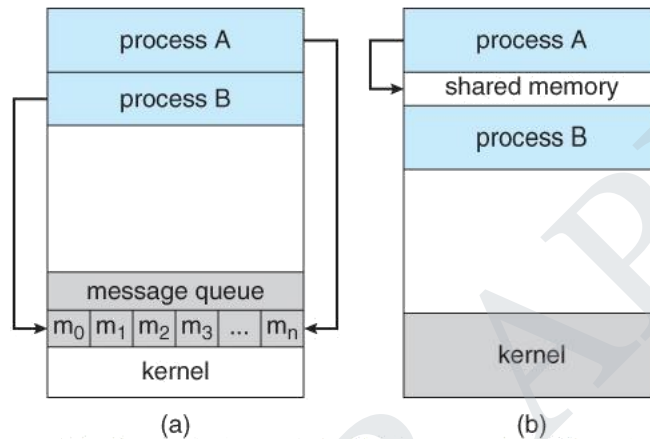 process A
process B
message queue
m0 m1 m2 m3 ... mn
kernel
(a)
process A
shared memory
process B
kernel
(b)